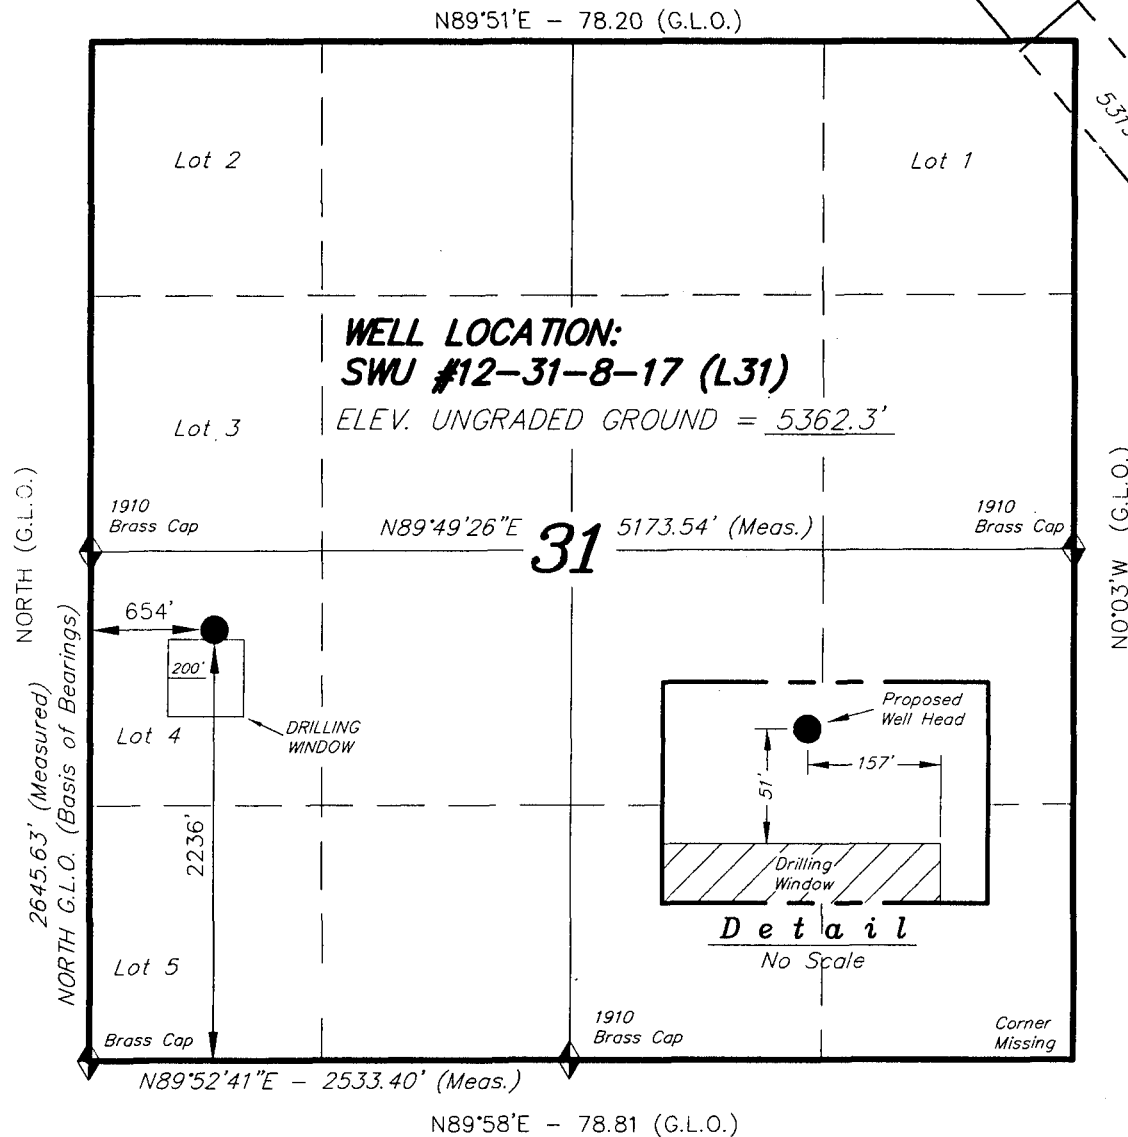 N89°51'E - 78.20 (G.L.O.)
Lot 2
Lot 1
WELL LOCATION:
SWU #12-31-8-17 (L31)
ELEV. UNGRADED GROUND = 5362.3'
Lot 3
1910
Brass Cap
N89°49'26"E
31
5173.54' (Meas.)
1910
Brass Cap
NORTH (G.L.O.)
N0°03'W (G.L.O.)
654'
200'
DRILLING
WINDOW
Lot 4
2236'
2645.63' (Measured)
NORTH G.L.O. (Basis of Bearings)
Proposed
Well Head
157'
51'
Drilling
Window
Detail
No Scale
Lot 5
Brass Cap
1910
Brass Cap
Corner
Missing
N89°52'41"E - 2533.40' (Meas.)
N89°58'E - 78.81 (G.L.O.)